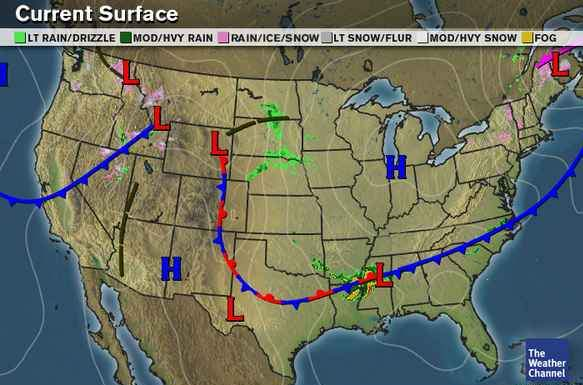 Current Surface
LT RAIN/DRIZZLE MOD/HVY RAIN RAIN/ICE/SNOW LT SNOW/FLUR MOD/HVY SNOW FOG
L
L
L
L
H
H
L
L
The
Weather
Channel